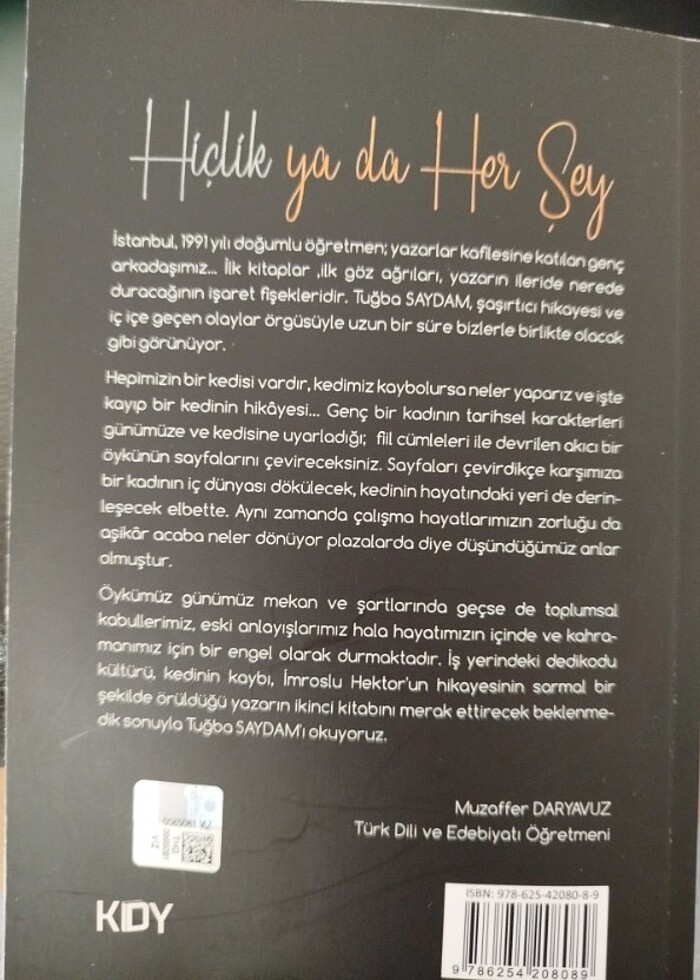 Hiçlik ya da Her Şey
İstanbul, 1991 yılı doğumlu öğretmen; yazarlar kafilesine katılan genç
arkadaşımız... İlk kitaplar ,ilk göz ağrıları, yazarın ileride nerede
duracağının işaret fişekleridir. Tuğba SAYDAM, şaşırtıcı hikayesi ve
iç içe geçen olaylar örgüsüyle uzun bir süre bizlerle birlikte olacak
gibi görünüyor.
Hepimizin bir kedisi vardır, kedimiz kaybolursa neler yaparız ve işte
kayıp bir kedinin hikâyesi... Genç bir kadının tarihsel karakterleri
günümüze ve kedisine uyarladığı; fiil cümleleri ile devrilen akıcı bir
öykünün sayfalarını çevireceksiniz. Sayfaları çevirdikçe karşımıza
bir kadının iç dünyası dökülecek, kedinin hayatındaki yeri de derin-
leşecek elbette. Aynı zamanda çalışma hayatlarımızın zorluğu da
aşikâr acaba neler dönüyor plazalarda diye düşündüğümüz anlar
olmuştur.
Öykümüz günümüz mekan ve şartlarında geçse de toplumsal
kabullerimiz, eski anlayışlarımız hala hayatımızın içinde ve kahra-
manımız için bir engel olarak durmaktadır. İş yerindeki dedikodu
kültürü, kedinin kaybı, İmroslu Hektor'un hikayesinin sarmal bir
şekilde örüldüğü yazarın ikinci kitabını merak ettirecek beklenme-
dik sonuyla Tuğba SAYDAM'ı okuyoruz.
Muzaffer DARYAVUZ
Türk Dili ve Edebiyatı Öğretmeni
KDY
ISBN: 978-625-42080-8-9
9 786254 208089